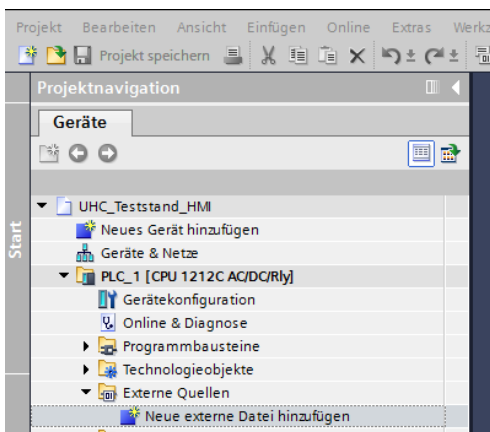 Projekt Bearbeiten Ansicht Einfügen Online Extras
Projekt speichern
Projektnavigation
Geräte
Start
UHC_Teststand_HMI
Neues Gerät hinzufügen
Geräte & Netze
PLC_1 [CPU 1212C AC/DC/Rly]
Gerätekonfiguration
Online & Diagnose
Programmbausteine
Technologieobjekte
Externe Quellen
Neue externe Datei hinzufügen